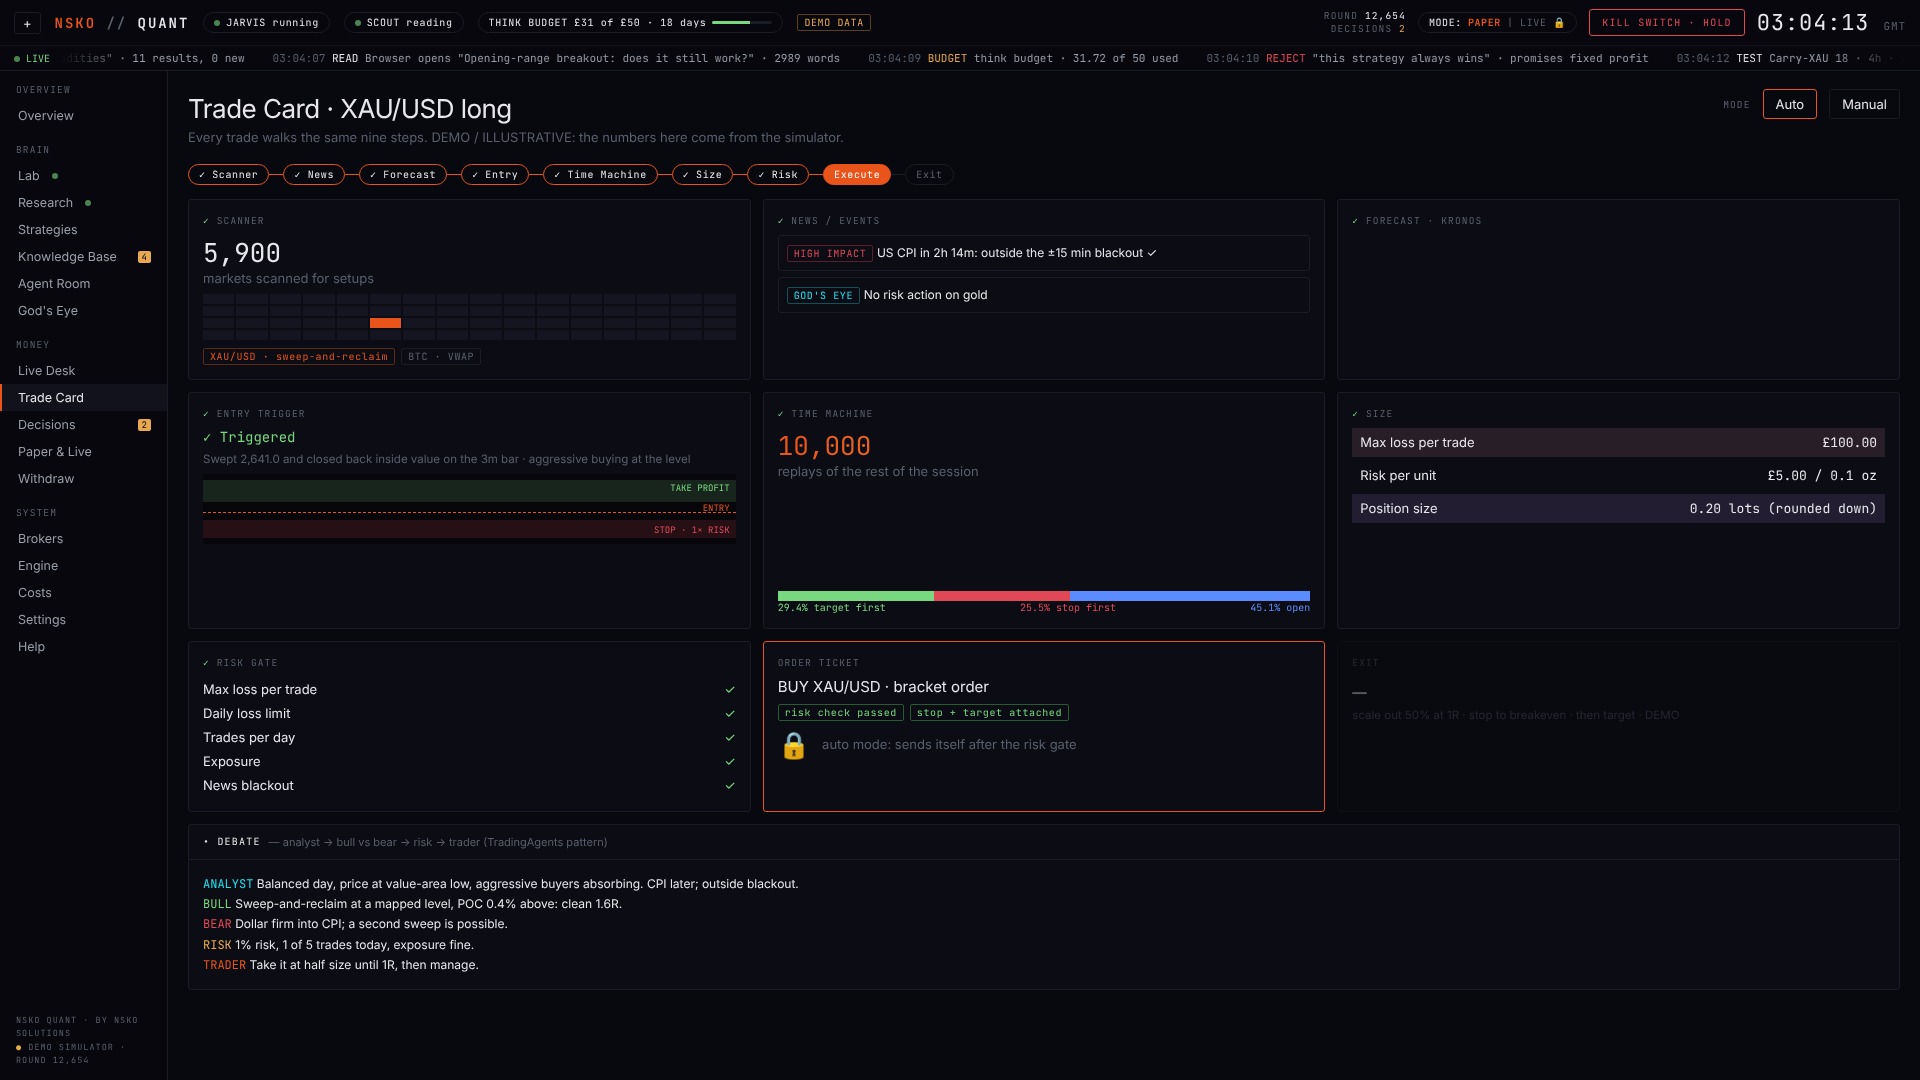 + NSKO // QUANT JARVIS running SCOUT reading THINK BUDGET £31 of £50 · 18 days DEMO DATA ROUND 12,654 DECISIONS 2 MODE: PAPER | LIVE 🔒 KILL SWITCH · HOLD 03:04:13 GMT
LIVE dities" · 11 results, 0 new 03:04:07 READ Browser opens "Opening-range breakout: does it still work?" · 2989 words 03:04:09 BUDGET think budget · 31.72 of 50 used 03:04:10 REJECT "this strategy always wins" · promises fixed profit 03:04:12 TEST Carry-XAU 18 · 4h ·
OVERVIEW
Overview
BRAIN
Lab
Research
Strategies
Knowledge Base 4
Agent Room
God's Eye
MONEY
Live Desk
Trade Card
Decisions 2
Paper & Live
Withdraw
SYSTEM
Brokers
Engine
Costs
Settings
Help
NSKO QUANT · BY NSKO
SOLUTIONS
DEMO SIMULATOR ·
ROUND 12,654
Trade Card · XAU/USD long
MODE Auto Manual
Every trade walks the same nine steps. DEMO / ILLUSTRATIVE: the numbers here come from the simulator.
✓ Scanner ✓ News ✓ Forecast ✓ Entry ✓ Time Machine ✓ Size ✓ Risk Execute Exit
✓ SCANNER
5,900
markets scanned for setups
XAU/USD · sweep-and-reclaim BTC · VWAP
✓ NEWS / EVENTS
HIGH IMPACT US CPI in 2h 14m: outside the ±15 min blackout ✓
GOD'S EYE No risk action on gold
✓ FORECAST · KRONOS
✓ ENTRY TRIGGER
✓ Triggered
Swept 2,641.0 and closed back inside value on the 3m bar · aggressive buying at the level
TAKE PROFIT
ENTRY
STOP · 1× RISK
✓ TIME MACHINE
10,000
replays of the rest of the session
29.4% target first 25.5% stop first 45.1% open
✓ SIZE
Max loss per trade £100.00
Risk per unit £5.00 / 0.1 oz
Position size 0.20 lots (rounded down)
✓ RISK GATE
Max loss per trade ✓
Daily loss limit ✓
Trades per day ✓
Exposure ✓
News blackout ✓
ORDER TICKET
BUY XAU/USD · bracket order
risk check passed stop + target attached
🔒 auto mode: sends itself after the risk gate
EXIT
—
scale out 50% at 1R · stop to breakeven · then target · DEMO
• DEBATE — analyst → bull vs bear → risk → trader (TradingAgents pattern)
ANALYST Balanced day, price at value-area low, aggressive buyers absorbing. CPI later; outside blackout.
BULL Sweep-and-reclaim at a mapped level, POC 0.4% above: clean 1.6R.
BEAR Dollar firm into CPI; a second sweep is possible.
RISK 1% risk, 1 of 5 trades today, exposure fine.
TRADER Take it at half size until 1R, then manage.